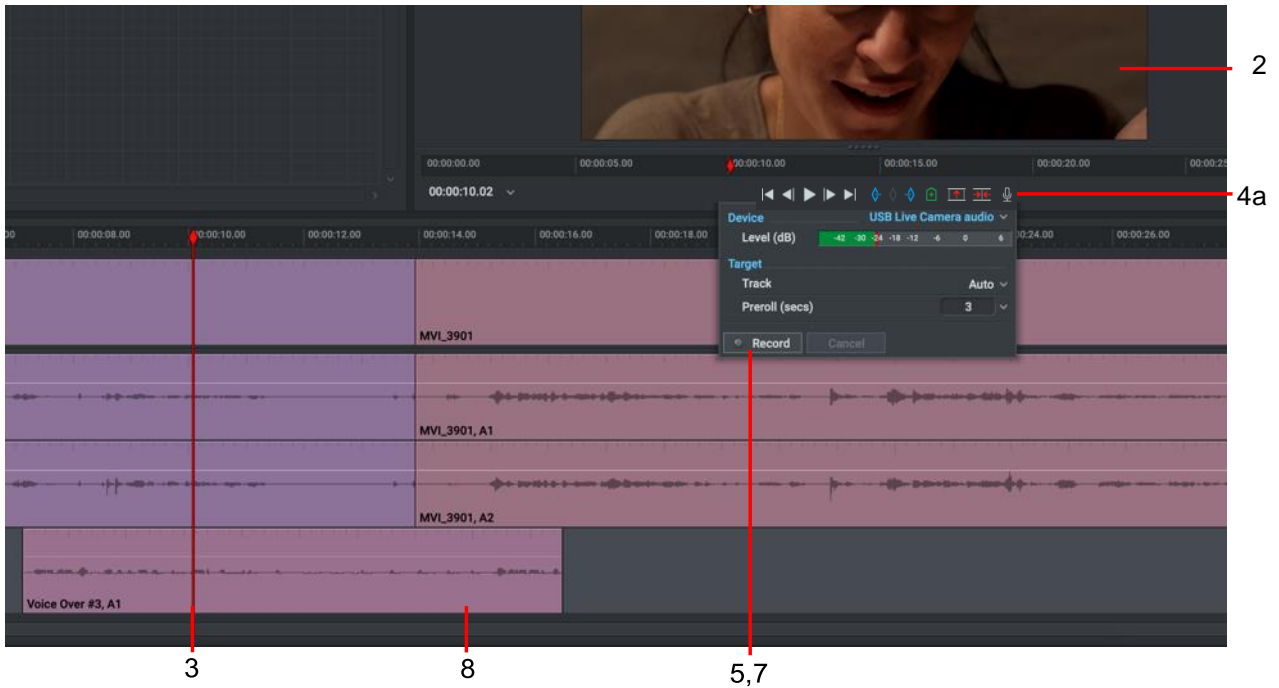 2
00:00:00.00 00:00:05.00 00:00:10.00 00:00:15.00 00:00:20.00 00:00:25
00:00:10.02
4a
Device USB Live Camera audio
Level (dB) -42 -30 -24 -18 -12 -6 0 6
00 00:00:08.00 00:00:10.00 00:00:12.00 00:00:14.00 00:00:16.00 00:00:18.00 00:24.00 00:00:26.00
Target
Track Auto
Preroll (secs) 3
Record Cancel
MVI_3901
MVI_3901, A1
MVI_3901, A2
Voice Over #3, A1
3
8
5,7